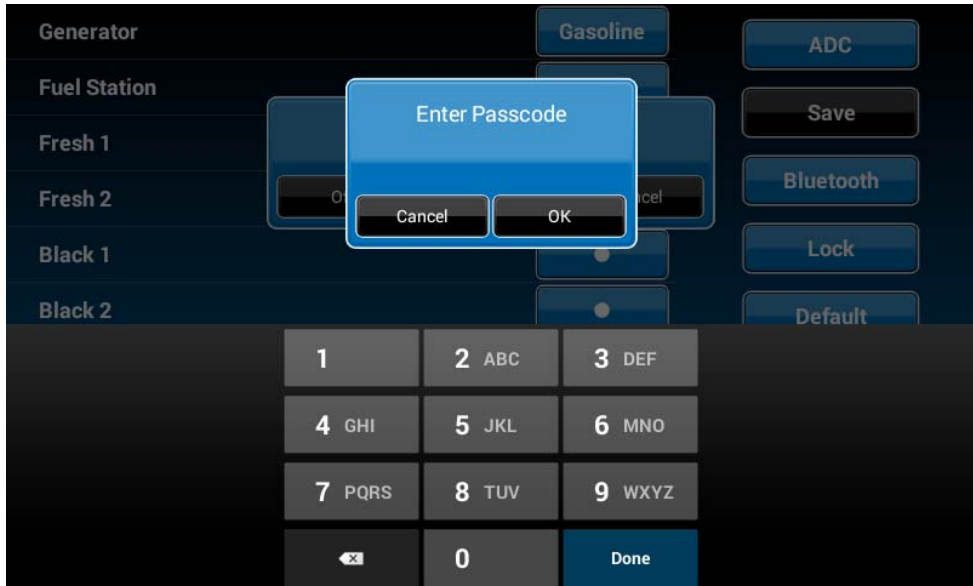 Generator
Gasoline
ADC
Fuel Station
Enter Passcode
Save
Fresh 1
Bluetooth
Fresh 2
Cancel
OK
Lock
Black 1
Black 2
Default
1
2 ABC
3 DEF
4 GHI
5 JKL
6 MNO
7 PQRS
8 TUV
9 WXYZ
0
Done